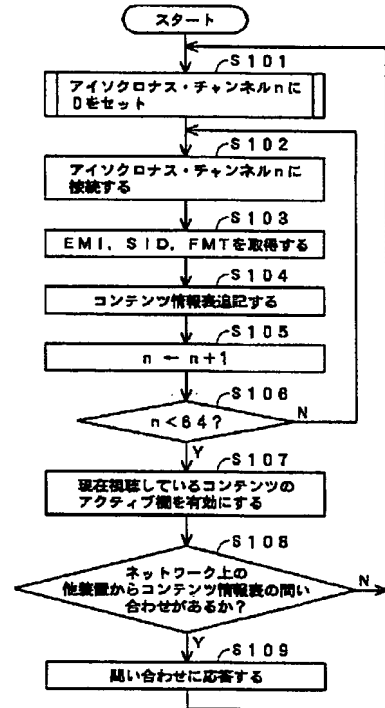 スタート
S101
アイソクロナス・チャンネルnに
0をセット
S102
アイソクロナス・チャンネルnに
接続する
S103
EMI，SID，FMTを取得する
S104
コンテンツ情報表追記する
S105
n ← n+1
S106
n<64?
N
Y
S107
現在視聴しているコンテンツの
アクティブ欄を有効にする
S108
ネットワーク上の
他装置からコンテンツ情報表の問い
合わせがあるか？
N
Y
S109
問い合わせに応答する